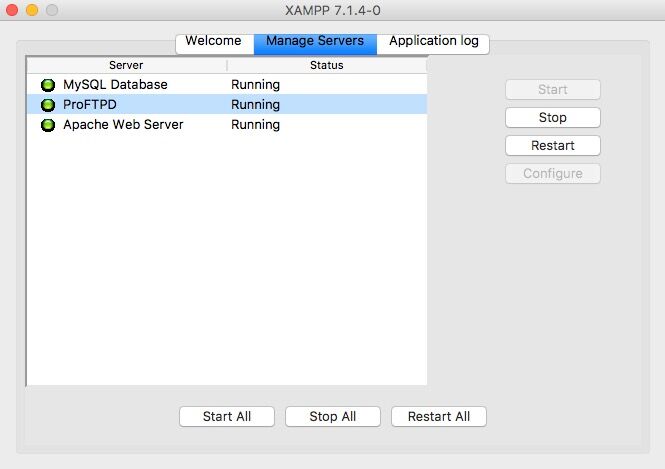 XAMPP 7.1.4-0
Welcome Manage Servers Application log
Server Status
MySQL Database Running
ProFTPD Running
Apache Web Server Running
Start
Stop
Restart
Configure
Start All Stop All Restart All